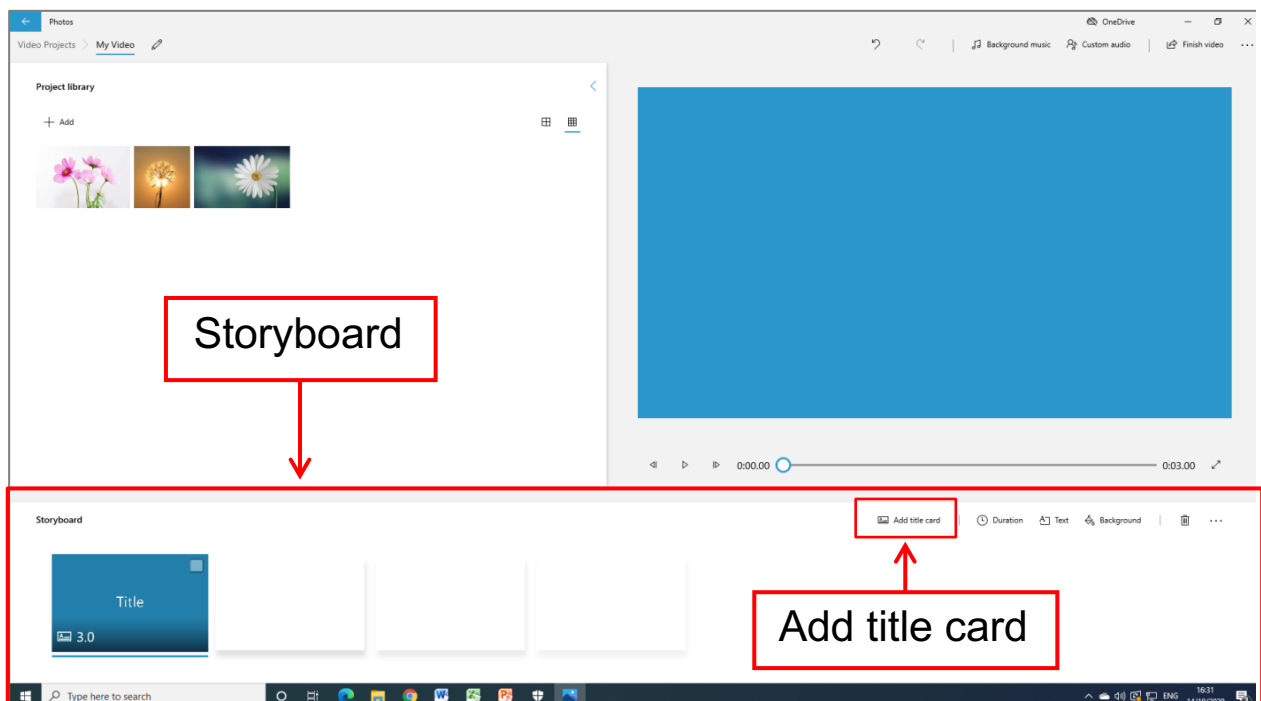 Photos
OneDrive
Video Projects > My Video
Background music
Custom audio
Finish video
Project library
Add
Storyboard
0:00.00
0:03.00
Storyboard
Add title card
Duration
Text
Background
Title
3.0
Add title card
Type here to search
ENG
16:31